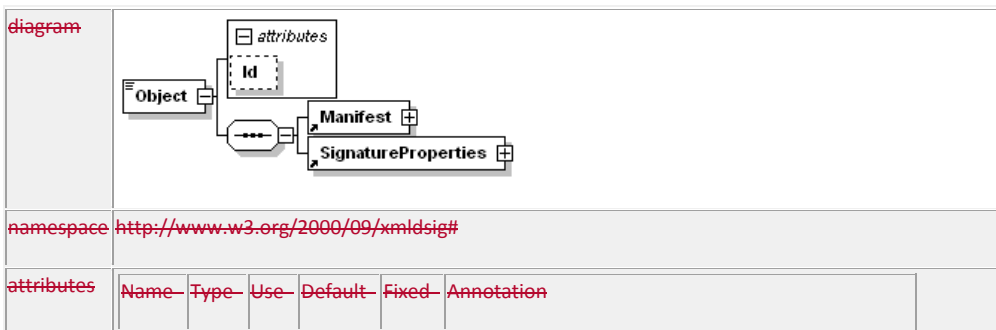 diagram
attributes
Id
Object
Manifest
SignatureProperties
namespace http://www.w3.org/2000/09/xmldsig#
attributes Name Type Use Default Fixed Annotation